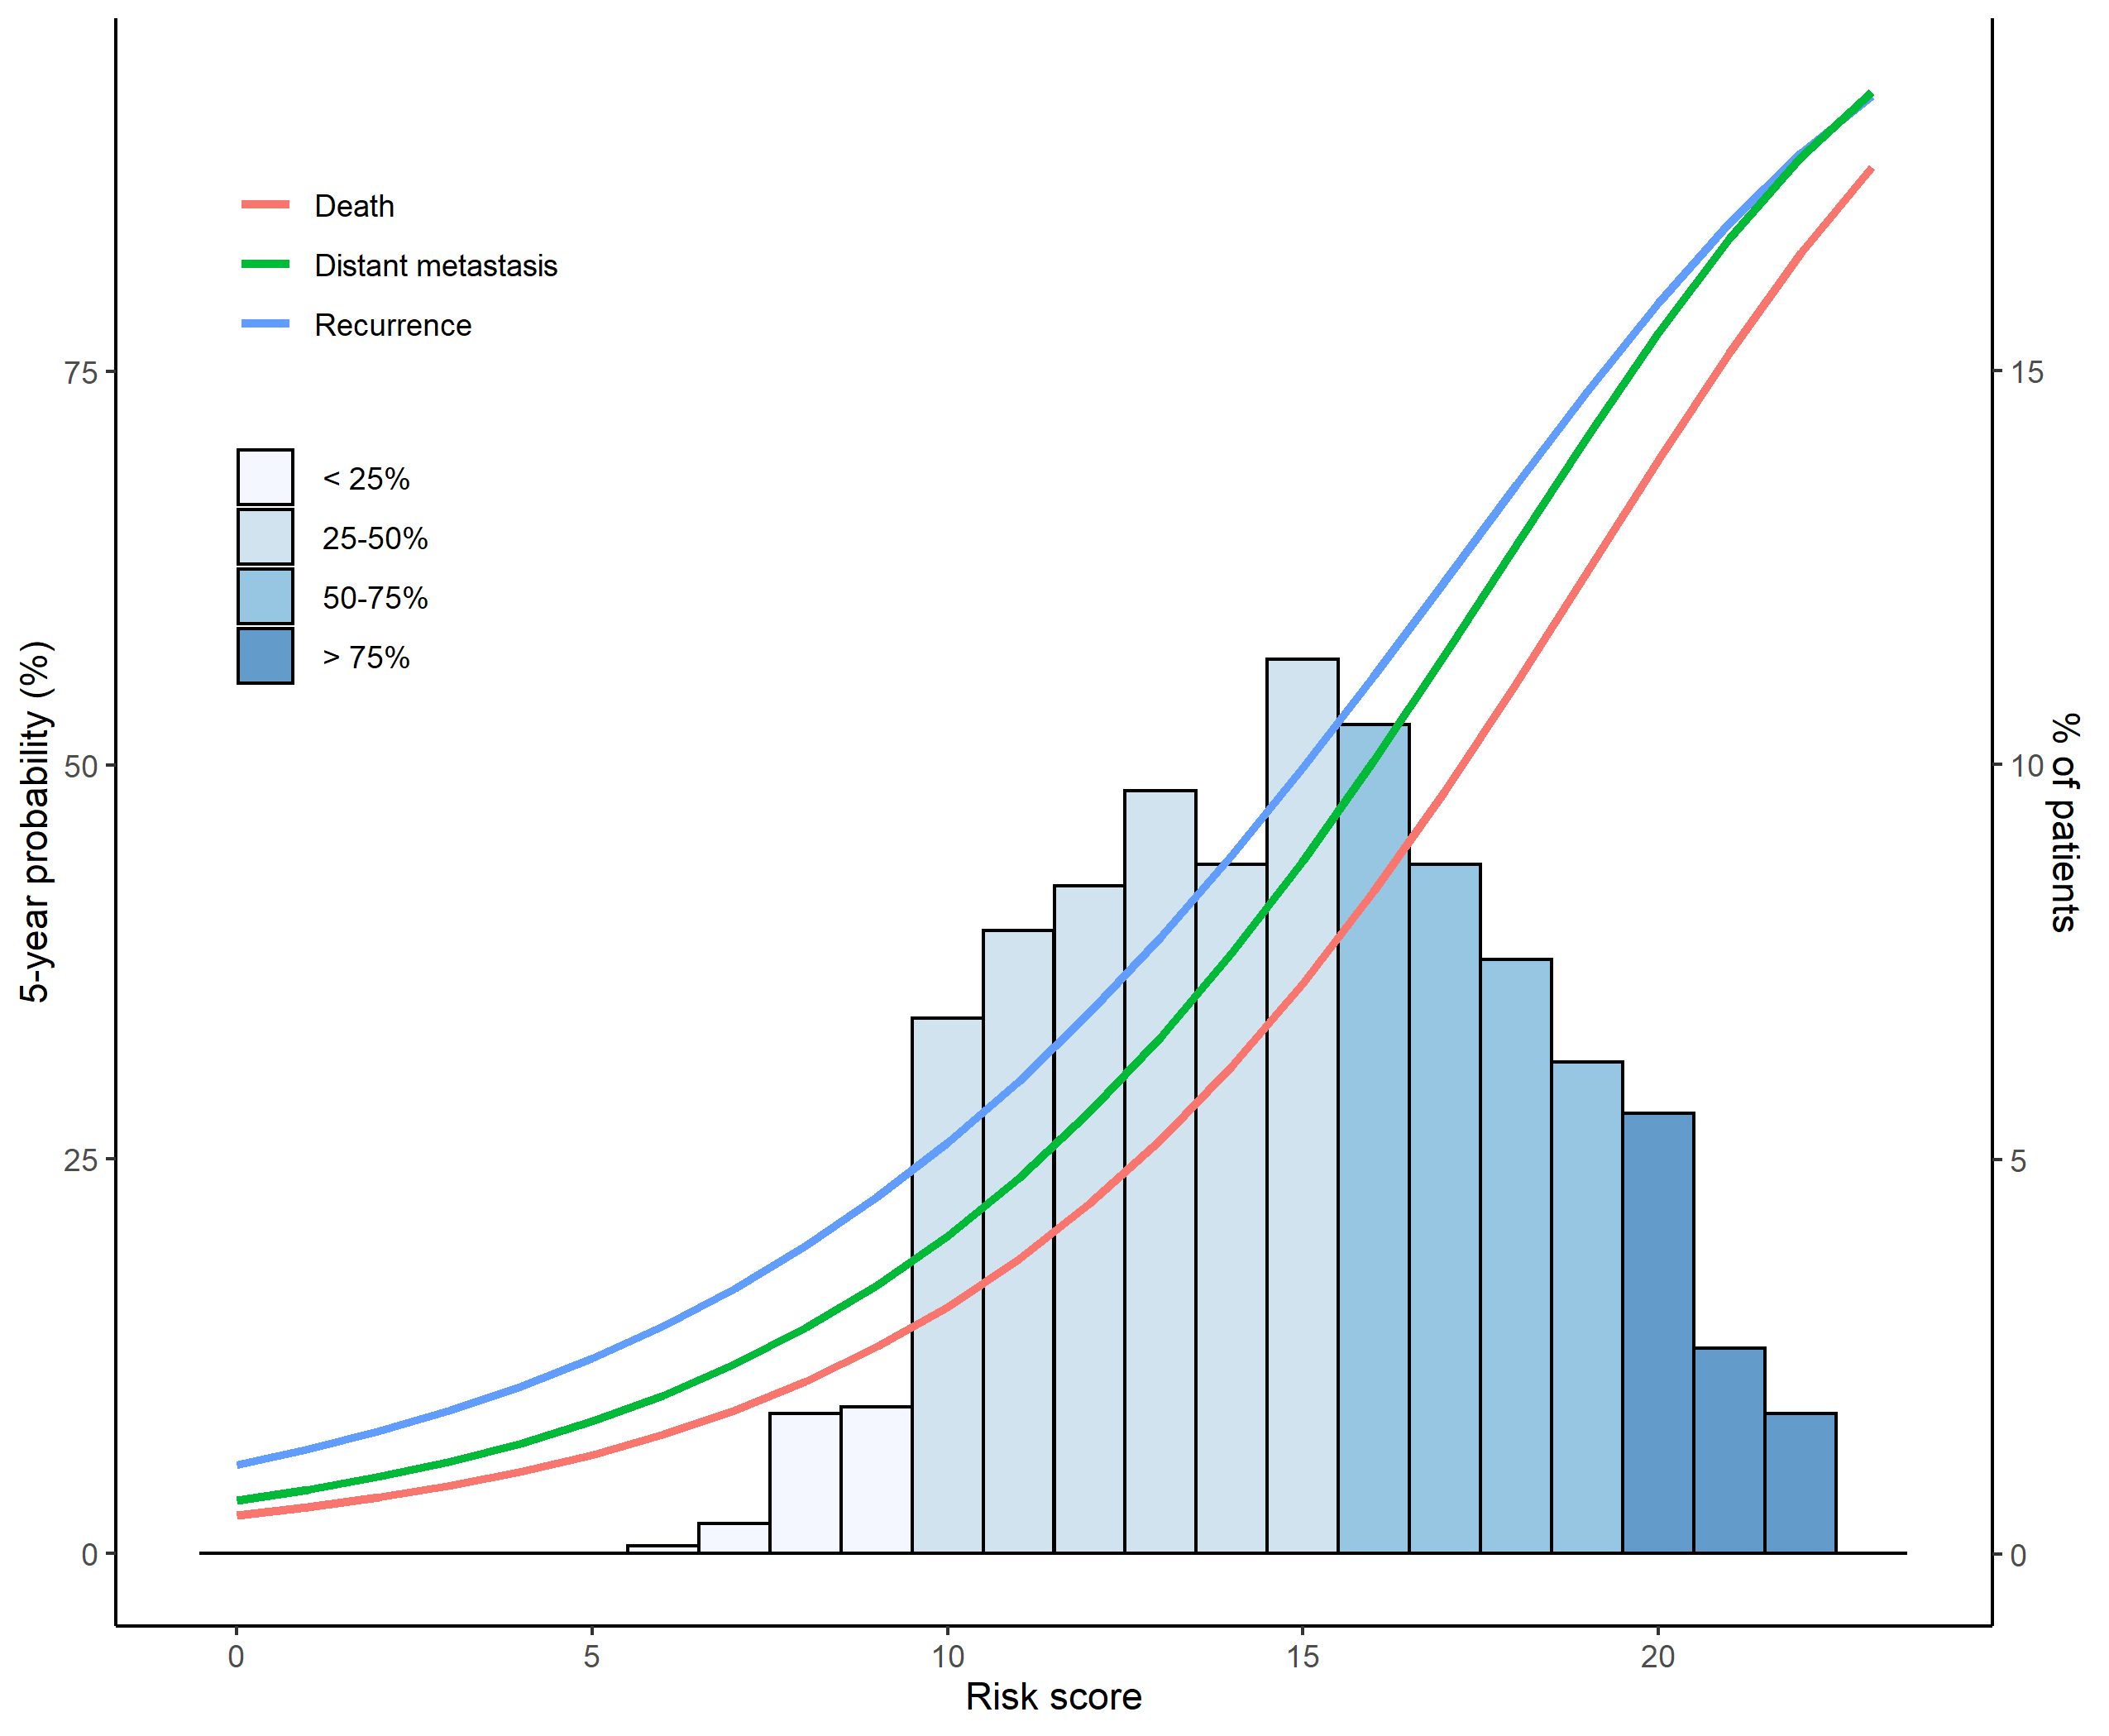 Death
Distant metastasis
Recurrence
< 25%
25-50%
50-75%
> 75%
5-year probability (%)
75
50
25
0
15
10
5
0
% of patients
0 5 10 15 20
Risk score